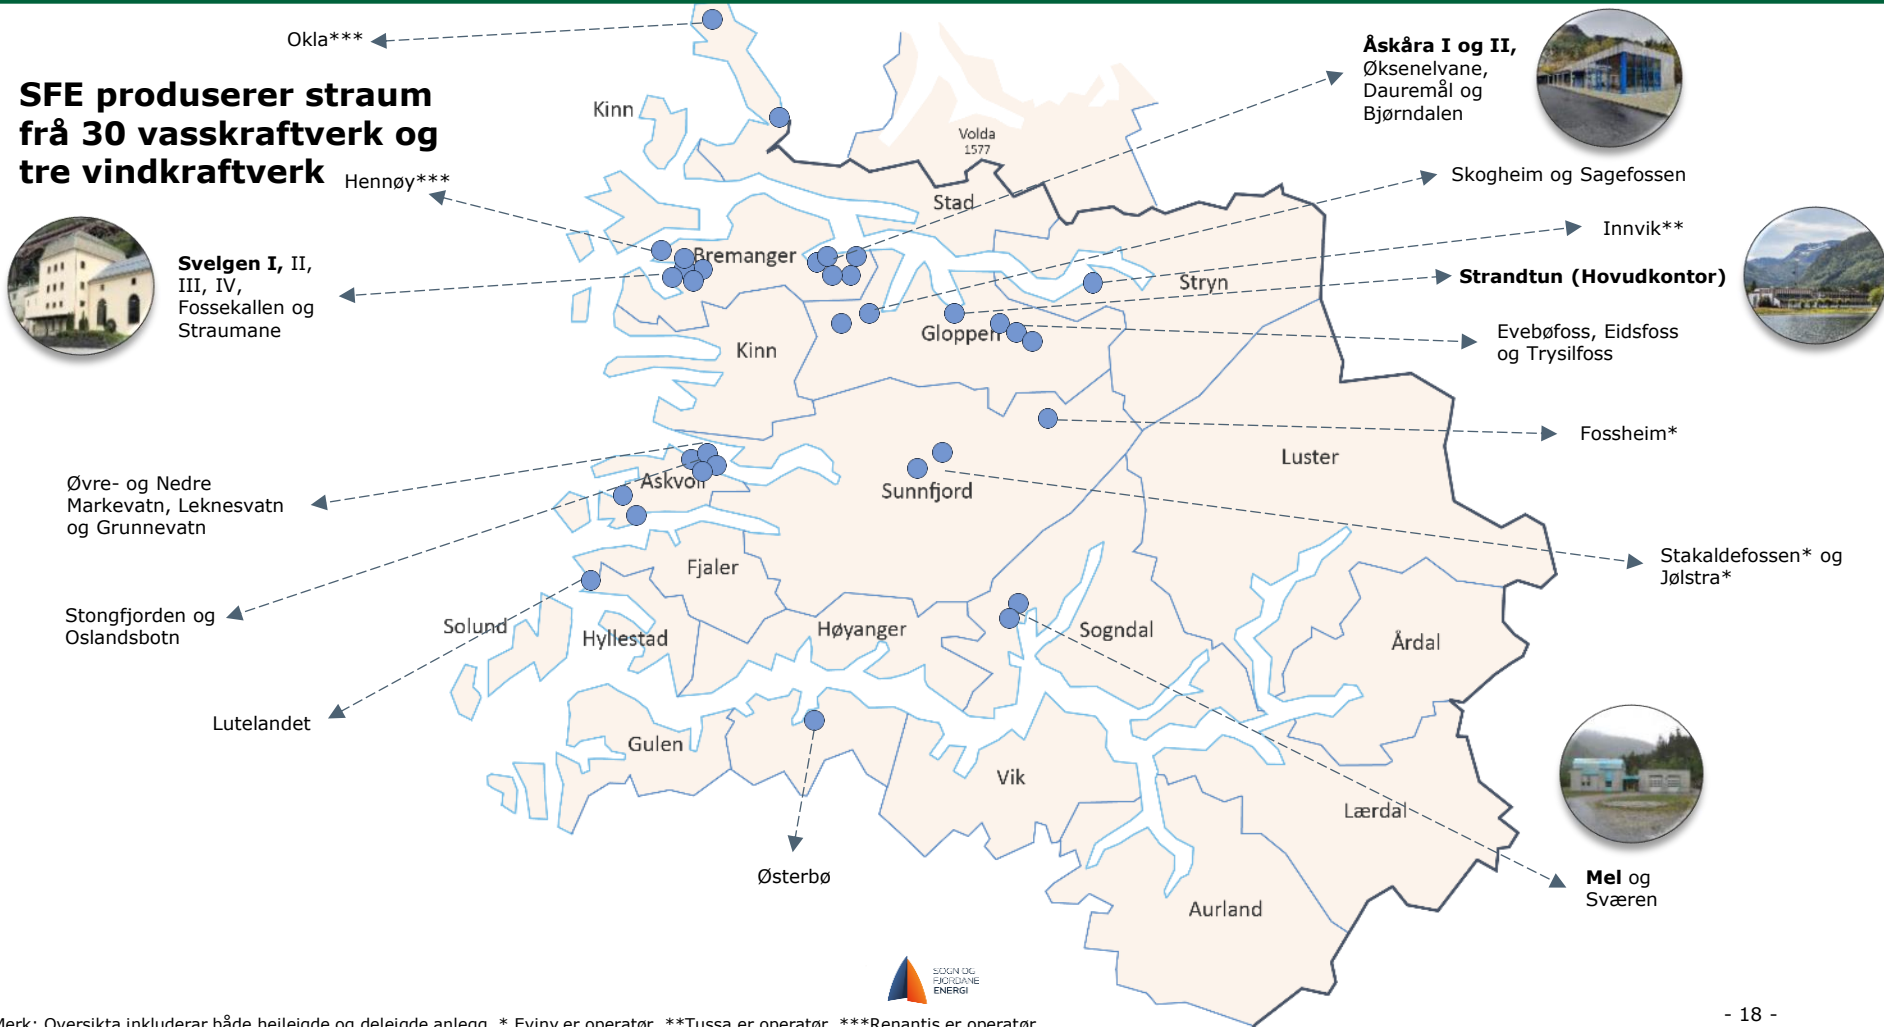 Okla***
SFE produserer straum
frå 30 vasskraftverk og
tre vindkraftverk
Hennøy***
Svelgen I, II,
III, IV,
Fossekallen og
Straumane
Øvre- og Nedre
Markevatn, Leknesvatn
og Grunnevatn
Stongfjorden og
Oslandsbotn
Lutelandet
Østerbø
Åskåra I og II,
Øksenelvane,
Dauremål og
Bjørndalen
Skogheim og Sagefossen
Innvik**
Strandtun (Hovudkontor)
Evebøfoss, Eidsfoss
og Trysilfoss
Fossheim*
Stakaldefossen* og
Jølstra*
Mel og
Sværen
Kinn
Volda
1577
Stad
Bremanger
Stryn
Gloppen
Kinn
Luster
Askvoll
Sunnfjord
Fjaler
Solund
Hyllestad
Høyanger
Sogndal
Årdal
Gulen
Vik
Lærdal
Aurland
SOGN OG
FJORDANE
ENERGI
Merk: Oversikta inkluderar både heileigde og deleigde anlegg. * Eviny er operatør. **Tussa er operatør. ***Renantis er operatør
- 18 -